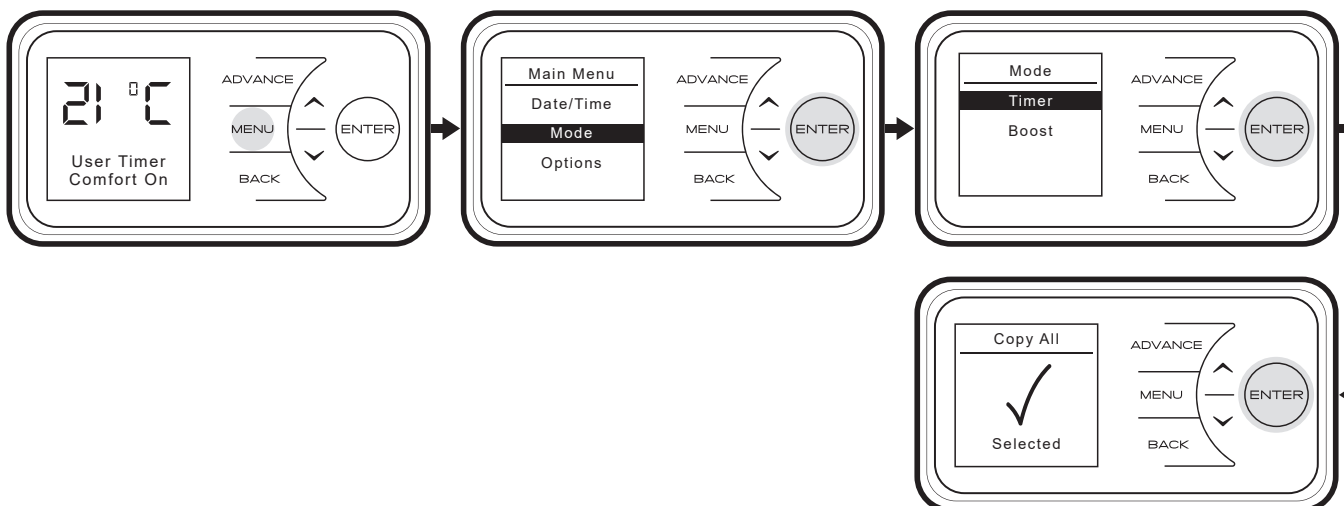 21 °C
User Timer
Comfort On
ADVANCE
MENU
BACK
ENTER
Main Menu
Date/Time
Mode
Options
ADVANCE
MENU
BACK
ENTER
Mode
Timer
Boost
ADVANCE
MENU
BACK
ENTER
Copy All
Selected
ADVANCE
MENU
BACK
ENTER